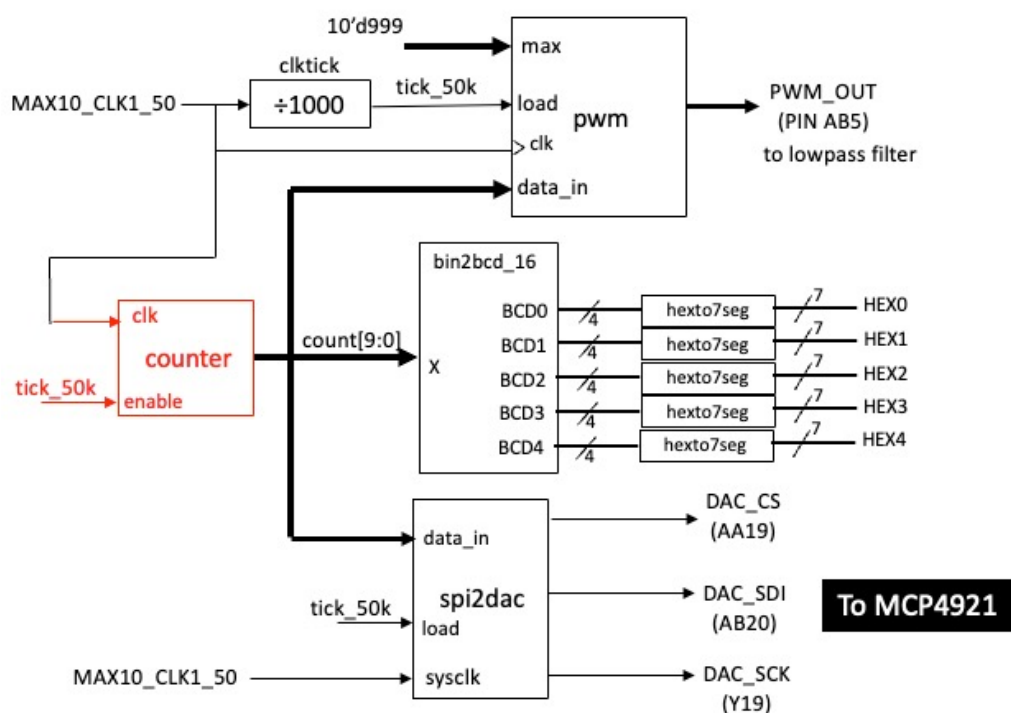 10'd999
max
clktick
÷1000
tick_50k
load
MAX10_CLK1_50
pwm
clk
data_in
PWM_OUT
(PIN AB5)
to lowpass filter
bin2bcd_16
BCD0
4
hexto7seg
7
HEX0
BCD1
4
hexto7seg
7
HEX1
BCD2
4
hexto7seg
7
HEX2
BCD3
4
hexto7seg
7
HEX3
BCD4
4
hexto7seg
7
HEX4
X
count[9:0]
clk
counter
tick_50k
enable
data_in
spi2dac
tick_50k
load
MAX10_CLK1_50
sysclk
DAC_CS
(AA19)
DAC_SDI
(AB20)
DAC_SCK
(Y19)
To MCP4921